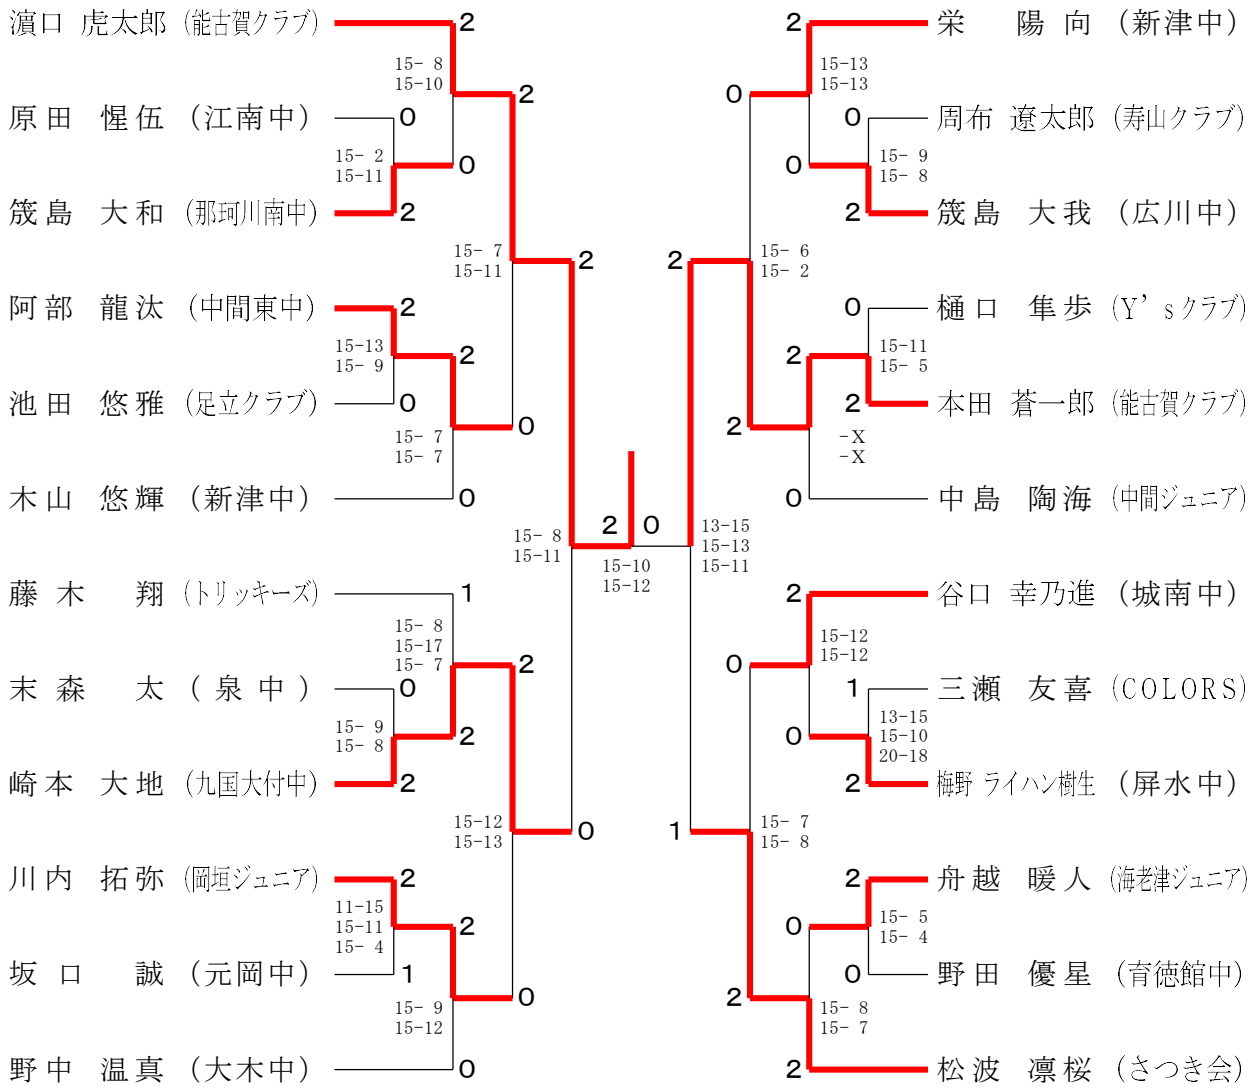 濵口 虎太郎 (能古賀クラブ) 2
15- 8
15-10
2
原田 惺伍 (江南中) 0
15- 2
15-11
0
筬島 大和 (那珂川南中) 2
15- 7
15-11
2
阿部 龍汰 (中間東中) 2
15-13
15- 9
2
池田 悠雅 (足立クラブ) 0
15- 7
15- 7
0
木山 悠輝 (新津中) 0
15- 8
15-11
2 0
15-10
15-12
藤木 翔 (トリッキーズ) 1
15- 8
15-17
15- 7
2
末森 太 (泉中) 0
15- 9
15- 8
2
崎本 大地 (九国大付中) 2
15-12
15-13
0
川内 拓弥 (岡垣ジュニア) 2
11-15
15-11
15- 4
2
坂口 誠 (元岡中) 1
15- 9
15-12
0
野中 温真 (大木中) 0
2 栄 陽向 (新津中)
15-13
15-13
0
0 周布 遼太郎 (寿山クラブ)
15- 9
15- 8
0
2 筬島 大我 (広川中)
15- 6
15- 2
2
0 樋口 隼歩 (Y’sクラブ)
15-11
15- 5
2
2 本田 蒼一郎 (能古賀クラブ)
-X
-X
2
0 中島 陶海 (中間ジュニア)
13-15
15-13
15-11
2 谷口 幸乃進 (城南中)
15-12
15-12
0
1 三瀬 友喜 (COLORS)
13-15
15-10
20-18
0
2 梅野 ライハン樹生 (屏水中)
15- 7
15- 8
1
2 舟越 暖人 (海老津ジュニア)
15- 5
15- 4
0
0 野田 優星 (育徳館中)
15- 8
15- 7
2
2 松波 凛桜 (さつき会)